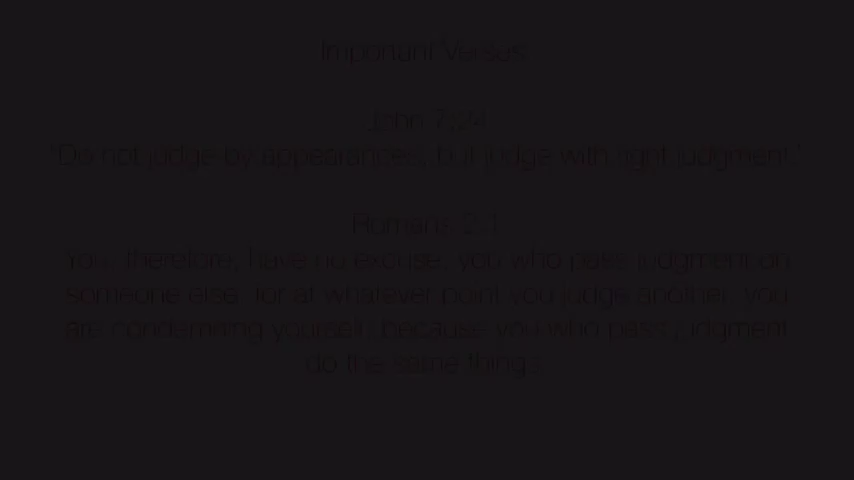 Important Verses:
John 7:24
"Do not judge by appearances, but judge with right judgment."
Romans 2:1
You, therefore, have no excuse, you who pass judgment on
someone else, for at whatever point you judge another, you
are condemning yourself, because you who pass judgment
do the same things.